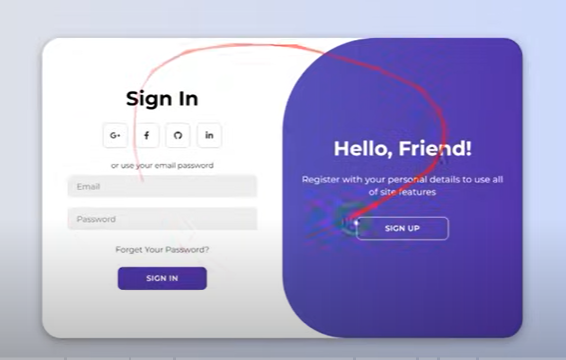 Sign In
G+ f in
or use your email password
Email
Password
Forget Your Password?
SIGN IN
Hello, Friend!
Register with your personal details to use all
of site features
SIGN UP